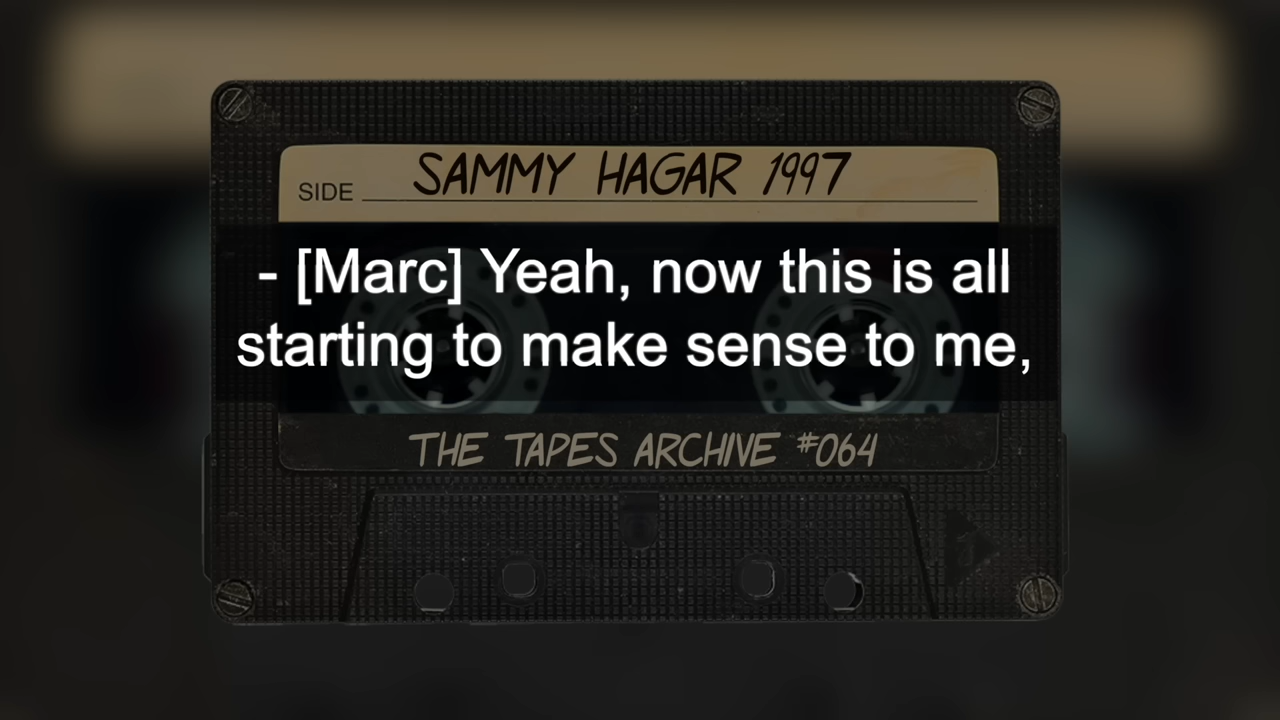 SAMMY HAGAR 1997
SIDE
- [Marc] Yeah, now this is all
starting to make sense to me,
THE TAPES ARCHIVE #064